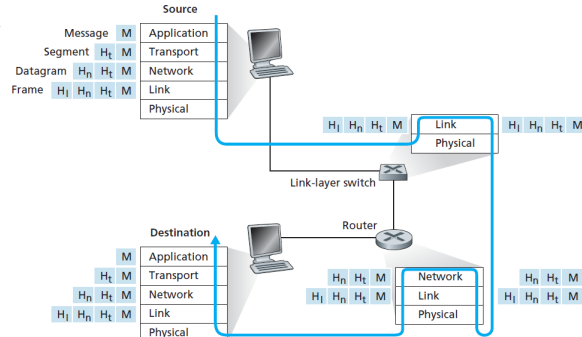 Source
Message M Application
Segment Ht M Transport
Datagram Hn Ht M Network
Frame Hl Hn Ht M Link
Physical
Hl Hn Ht M Link Hl Hn Ht M
Physical
Link-layer switch
Router
Destination
M Application
Ht M Transport
Hn Ht M Network
Hl Hn Ht M Link
Physical
Hn Ht M Network Hn Ht M
Hl Hn Ht M Link Hl Hn Ht M
Physical